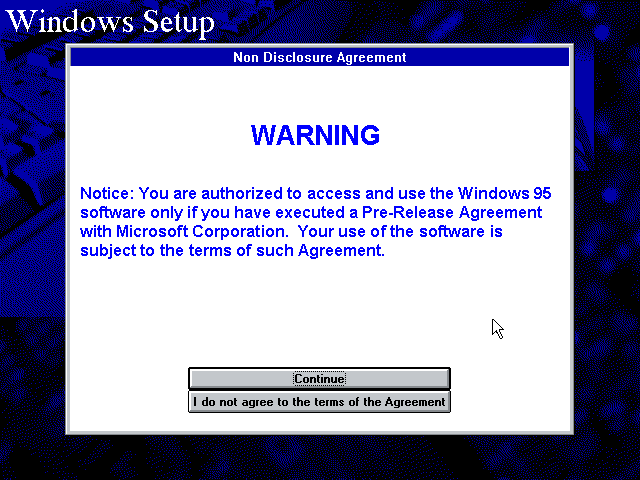 Windows Setup
Non Disclosure Agreement
WARNING
Notice: You are authorized to access and use the Windows 95
software only if you have executed a Pre-Release Agreement
with Microsoft Corporation.  Your use of the software is
subject to the terms of such Agreement.
Continue
I do not agree to the terms of the Agreement